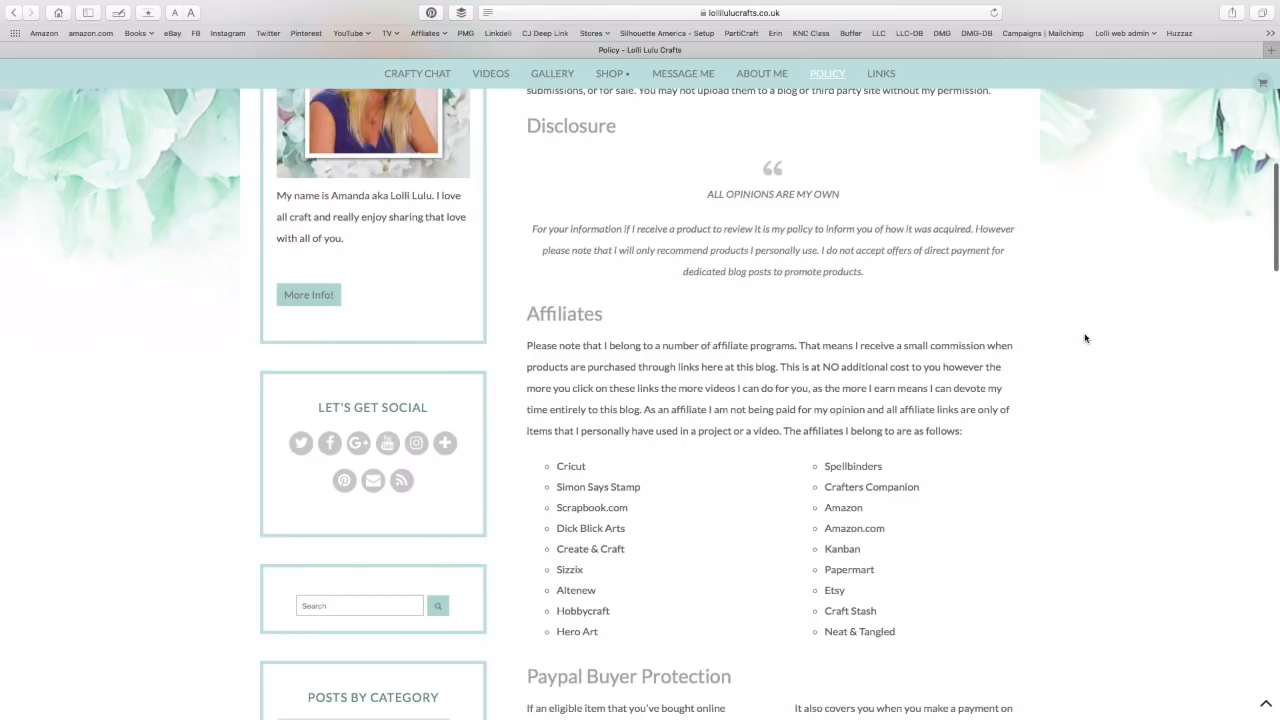 A A
lollilulucrafts.co.uk
Amazon amazon.com Books eBay FB Instagram Twitter Pinterest YouTube TV Affliates PMG Linkdeli CJ Deep Link Stores Silhouette America - Setup PartiCraft Erin KNC Class Buffer LLC LLC-DB DMG DMG-DB Campaigns | Mailchimp Lolli web admin Huzzaz
Policy - Lolli Lulu Crafts
CRAFTY CHAT VIDEOS GALLERY SHOP MESSAGE ME ABOUT ME POLICY LINKS
submissions, or for sale. You may not upload them to a blog or third party site without my permission.
Disclosure
ALL OPINIONS ARE MY OWN
For your information if I receive a product to review it is my policy to inform you of how it was acquired. However
please note that I will only recommend products I personally use. I do not accept offers of direct payment for
dedicated blog posts to promote products.
My name is Amanda aka Lolli Lulu. I love
all craft and really enjoy sharing that love
with all of you.
More Info!
Affiliates
Please note that I belong to a number of affiliate programs. That means I receive a small commission when
products are purchased through links here at this blog. This is at NO additional cost to you however the
more you click on these links the more videos I can do for you, as the more I earn means I can devote my
time entirely to this blog. As an affiliate I am not being paid for my opinion and all affiliate links are only of
items that I personally have used in a project or a video. The affiliates I belong to are as follows:
Cricut
Simon Says Stamp
Scrapbook.com
Dick Blick Arts
Create & Craft
Sizzix
Altenew
Hobbycraft
Hero Art
Spellbinders
Crafters Companion
Amazon
Amazon.com
Kanban
Papermart
Etsy
Craft Stash
Neat & Tangled
LET'S GET SOCIAL
Search
POSTS BY CATEGORY
Paypal Buyer Protection
If an eligible item that you've bought online
It also covers you when you make a payment on